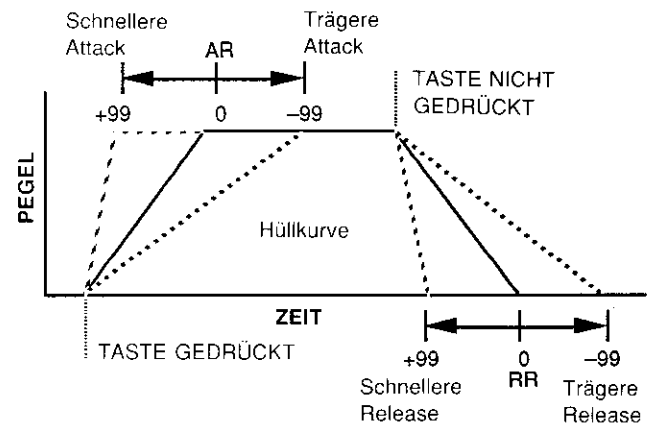 Schnellere
Attack
AR
Trägere
Attack
+99
0
−99
TASTE NICHT
GEDRÜCKT
PEGEL
Hüllkurve
ZEIT
TASTE GEDRÜCKT
+99
0
−99
RR
Schnellere
Release
Trägere
Release